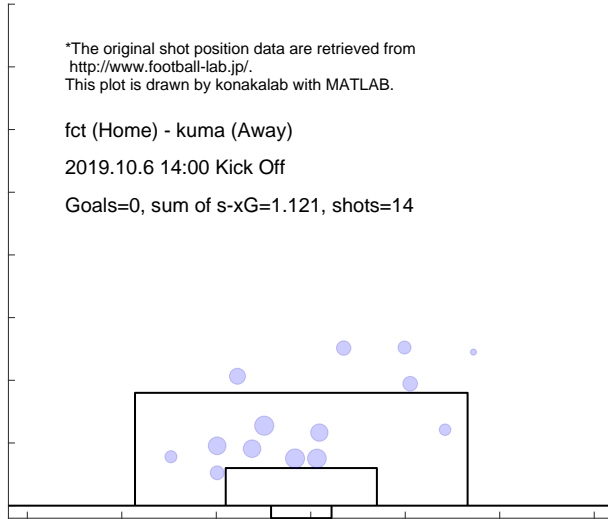 *The original shot position data are retrieved from
http://www.football-lab.jp/.
This plot is drawn by konakalab with MATLAB.
fct (Home) - kuma (Away)
2019.10.6 14:00 Kick Off
Goals=0, sum of s-xG=1.121, shots=14